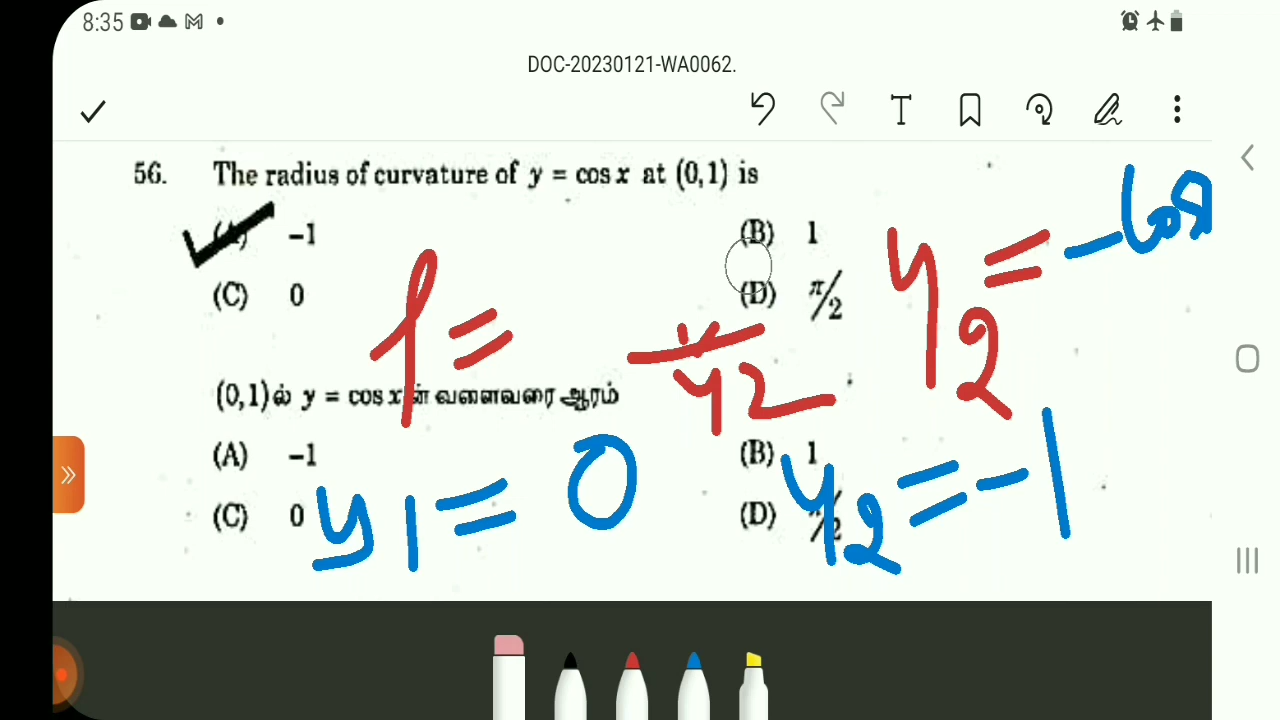 8:35
DOC-20230121-WA0062.
T
56. The radius of curvature of y = cos x at (0,1) is
(A) -1 (B) 1
(C) 0 (D) π/2
y2 = -cos
ρ =
y2
(0,1)ல் y = cos x ன் வளைவரை ஆரம்
(A) -1 (B) 1
(C) 0 (D) π/2
y1 = 0 y2 = -1